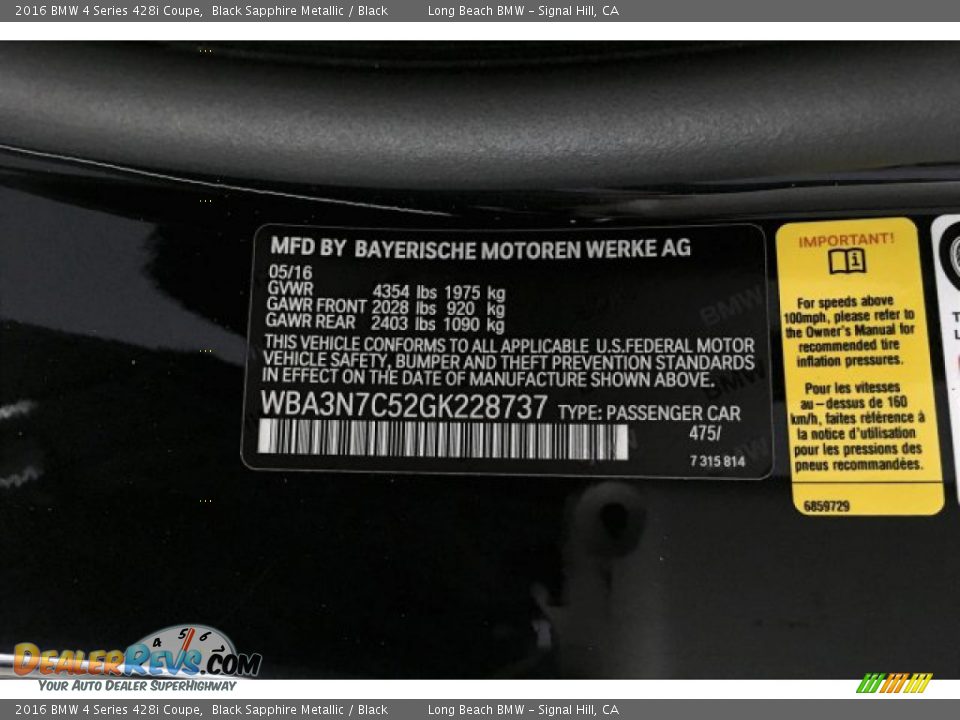 2016 BMW 4 Series 428i Coupe,  Black Sapphire Metallic / Black  Long Beach BMW - Signal Hill, CA
MFD BY BAYERISCHE MOTOREN WERKE AG
05/16
GVWR 4354 lbs 1975 kg
GAWR FRONT 2028 lbs 920 kg
GAWR REAR 2403 lbs 1090 kg
THIS VEHICLE CONFORMS TO ALL APPLICABLE U.S.FEDERAL MOTOR
VEHICLE SAFETY, BUMPER AND THEFT PREVENTION STANDARDS
IN EFFECT ON THE DATE OF MANUFACTURE SHOWN ABOVE.
WBA3N7C52GK228737 TYPE: PASSENGER CAR
475/
7 315 814
BMW
BMW
IMPORTANT!
i
For speeds above
100mph, please refer to
the Owner's Manual for
recommended tire
inflation pressures.
Pour les vitesses
au-dessus de 160
km/h, faites référence à
la notice d'utilisation
pour les pressions des
pneus recommandées.
6859729
T
L
4 5 6
DEALERREVS.COM
YOUR AUTO DEALER SUPERHIGHWAY
2016 BMW 4 Series 428i Coupe,  Black Sapphire Metallic / Black  Long Beach BMW - Signal Hill, CA